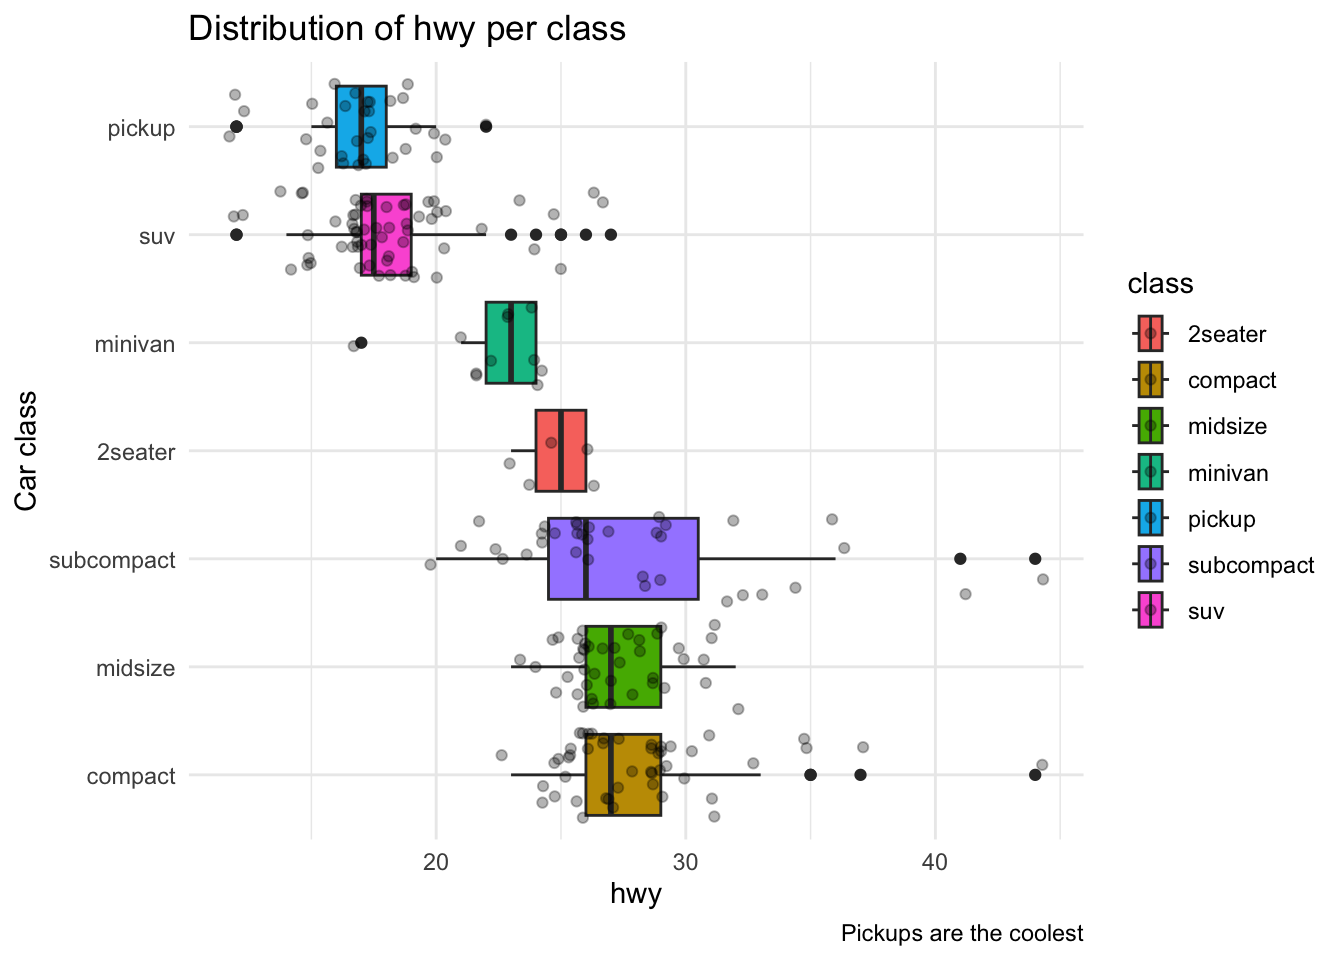 Distribution of hwy per class
Car class
pickup
suv
minivan
2seater
subcompact
midsize
compact
20 30 40
hwy
class
2seater
compact
midsize
minivan
pickup
subcompact
suv
Pickups are the coolest